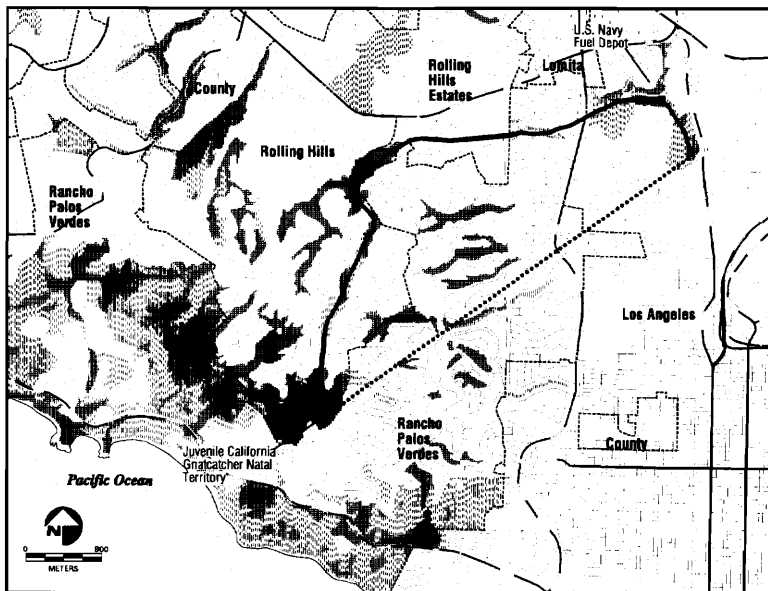 U.S. Navy
Fuel Depot
Lomita
Rolling
Hills
Estates
County
Rolling Hills
Rancho
Palos
Verdes
Los Angeles
Rancho
Palos
Verdes
County
Juvenile California
Gnatcatcher Natal
Territory
Pacific Ocean
N
0 800
METERS